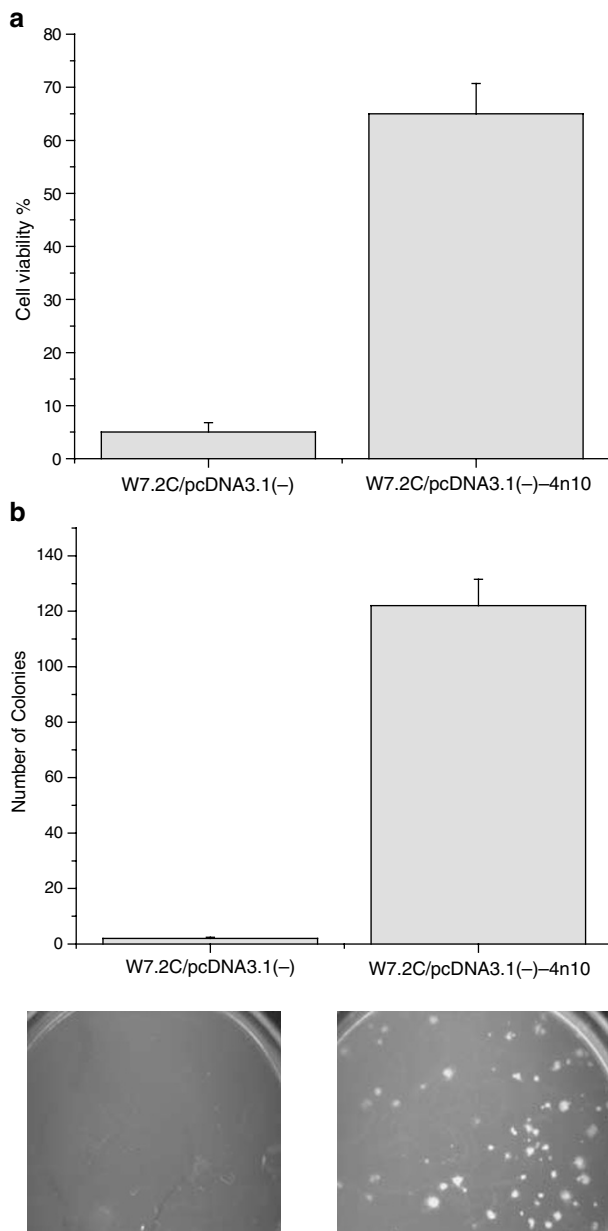 a
80
70
60
50
40
30
20
10
0
Cell viability %
W7.2C/pcDNA3.1(−)
W7.2C/pcDNA3.1(−)–4n10
b
140
120
100
80
60
40
20
0
Number of Colonies
W7.2C/pcDNA3.1(−)
W7.2C/pcDNA3.1(−)–4n10